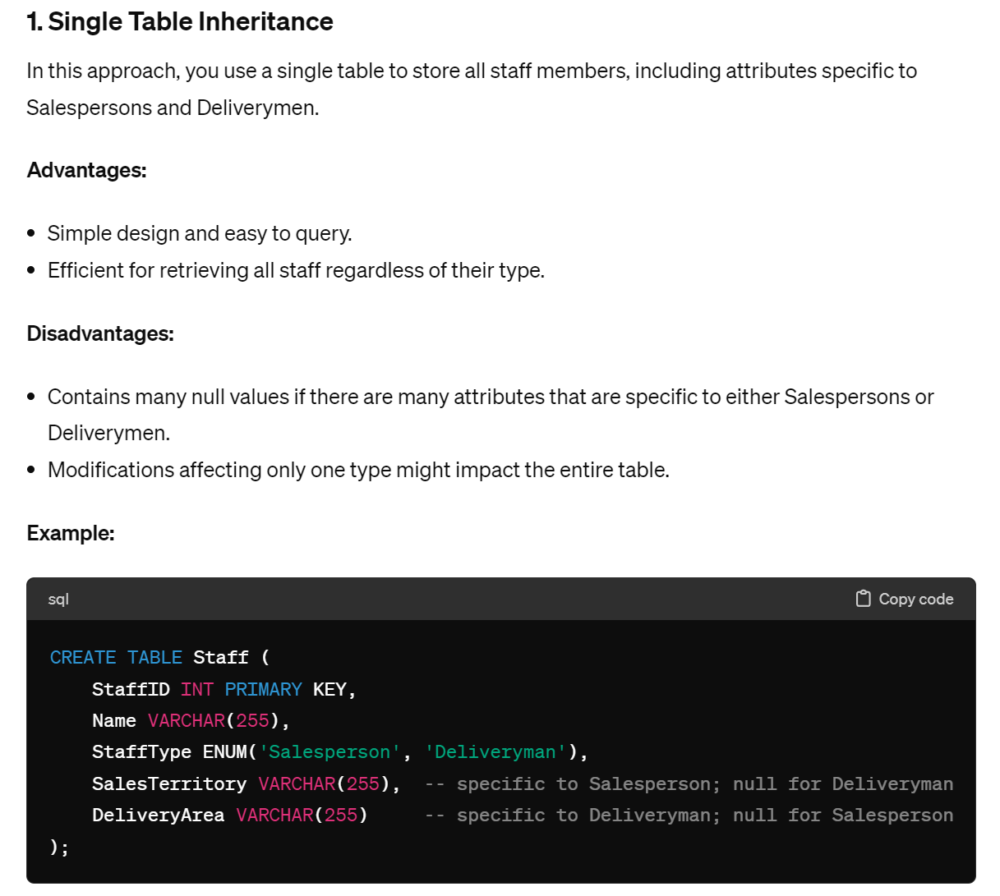 1. Single Table Inheritance
In this approach, you use a single table to store all staff members, including attributes specific to
Salespersons and Deliverymen.
Advantages:
• Simple design and easy to query.
• Efficient for retrieving all staff regardless of their type.
Disadvantages:
• Contains many null values if there are many attributes that are specific to either Salespersons or
Deliverymen.
• Modifications affecting only one type might impact the entire table.
Example:
sql Copy code
CREATE TABLE Staff (
    StaffID INT PRIMARY KEY,
    Name VARCHAR(255),
    StaffType ENUM('Salesperson', 'Deliveryman'),
    SalesTerritory VARCHAR(255),  -- specific to Salesperson; null for Deliveryman
    DeliveryArea VARCHAR(255)     -- specific to Deliveryman; null for Salesperson
);